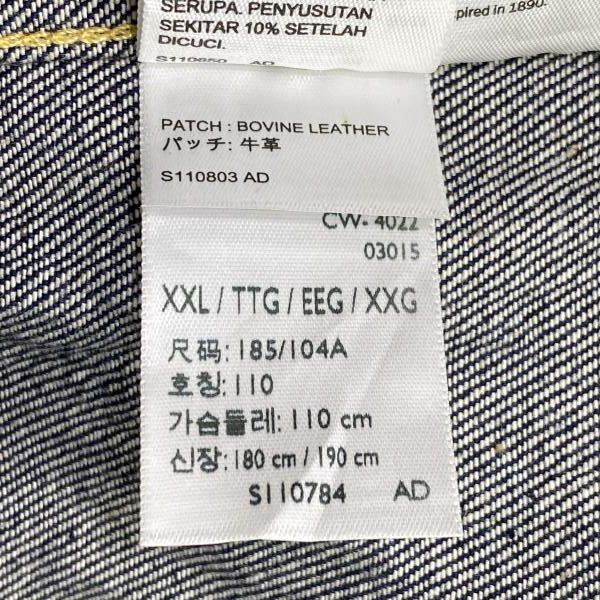 SERUPA. PENYUSUTAN
SEKITAR 10% SETELAH
DICUCI.
AD
pired in 1890.
PATCH : BOVINE LEATHER
パッチ: 牛革
S110803 AD
CW- 4022
03015
XXL / TTG / EEG / XXG
尺码: 185/104A
호칭: 110
가슴둘레: 110 cm
신장: 180 cm / 190 cm
S110784 AD